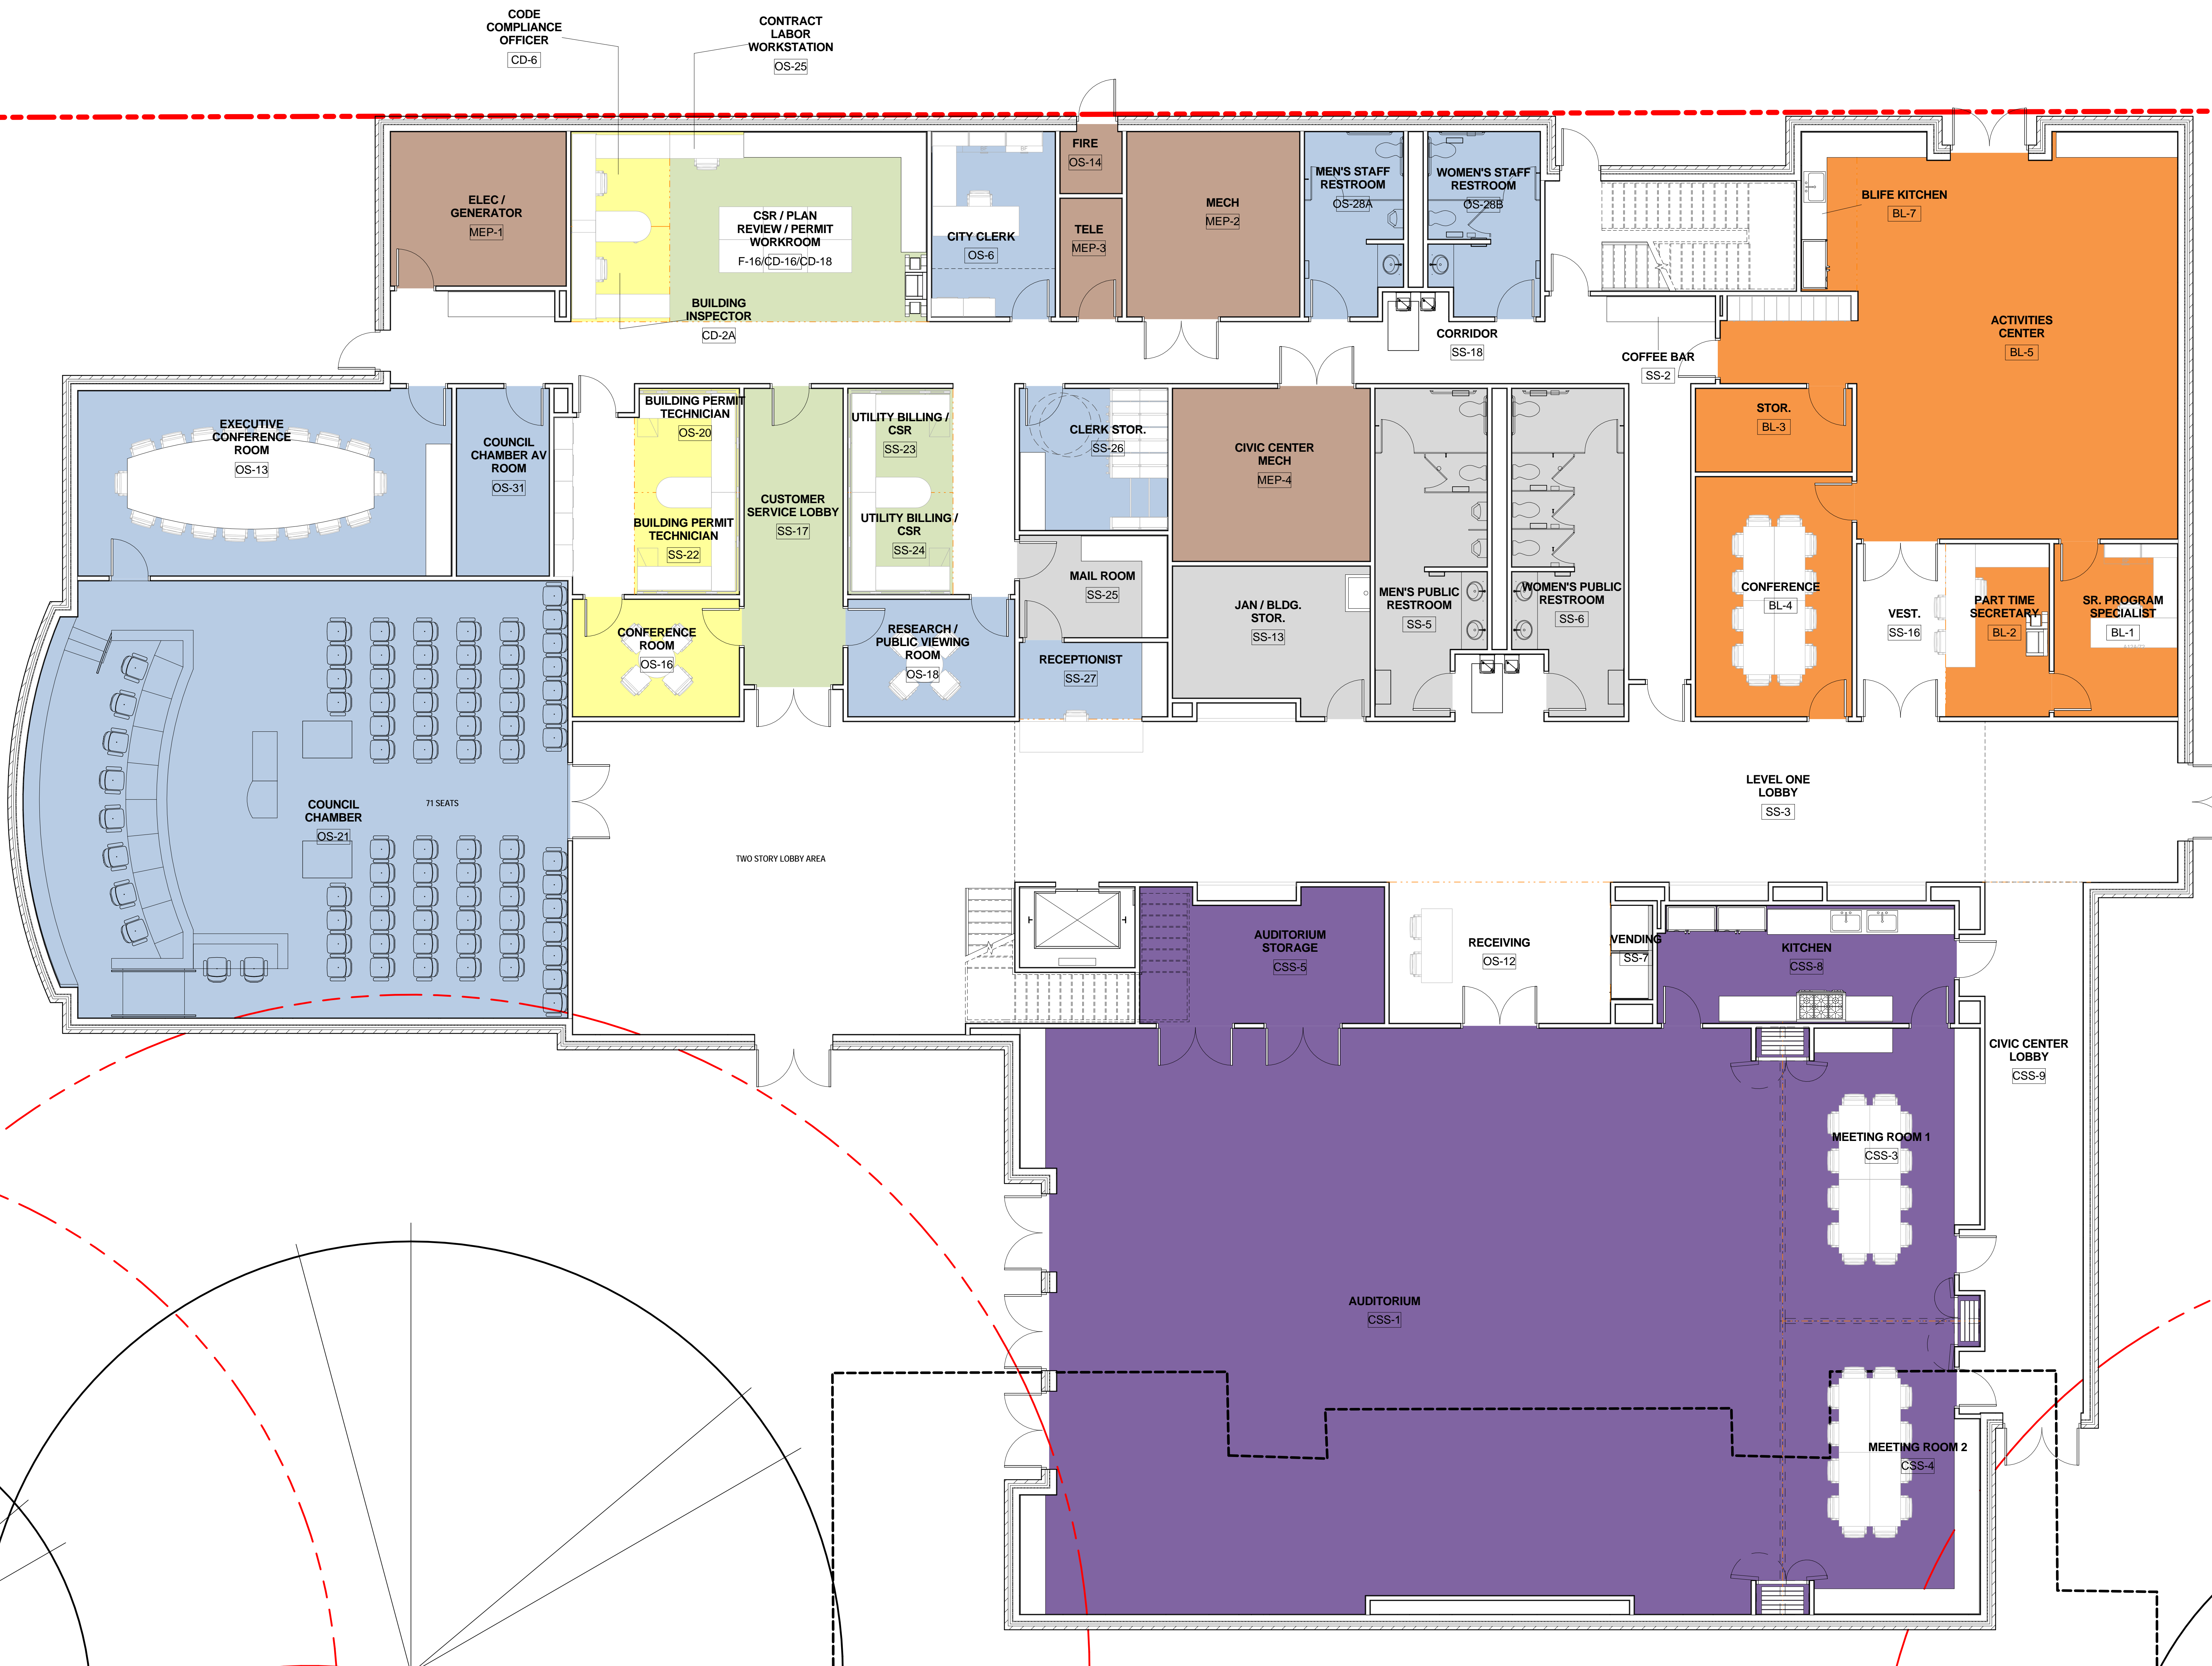 CODE
COMPLIANCE
OFFICER
CD-6
CONTRACT
LABOR
WORKSTATION
OS-25
ELEC /
GENERATOR
MEP-1
CSR / PLAN
REVIEW / PERMIT
WORKROOM
F-16/CD-16/CD-18
BUILDING
INSPECTOR
CD-2A
CITY CLERK
OS-6
FIRE
OS-14
TELE
MEP-3
MECH
MEP-2
MEN'S STAFF
RESTROOM
OS-28A
WOMEN'S STAFF
RESTROOM
OS-28B
BLIFE KITCHEN
BL-7
ACTIVITIES
CENTER
BL-5
CORRIDOR
SS-18
COFFEE BAR
SS-2
EXECUTIVE
CONFERENCE
ROOM
OS-13
COUNCIL
CHAMBER AV
ROOM
OS-31
BUILDING PERMIT
TECHNICIAN
OS-20
BUILDING PERMIT
TECHNICIAN
SS-22
CUSTOMER
SERVICE LOBBY
SS-17
UTILITY BILLING /
CSR
SS-23
UTILITY BILLING /
CSR
SS-24
CLERK STOR.
SS-26
CIVIC CENTER
MECH
MEP-4
STOR.
BL-3
MAIL ROOM
SS-25
JAN / BLDG.
STOR.
SS-13
MEN'S PUBLIC
RESTROOM
SS-5
WOMEN'S PUBLIC
RESTROOM
SS-6
CONFERENCE
BL-4
VEST.
SS-16
PART TIME
SECRETARY
BL-2
SR. PROGRAM
SPECIALIST
BL-1
CONFERENCE
ROOM
OS-16
RESEARCH /
PUBLIC VIEWING
ROOM
OS-18
RECEPTIONIST
SS-27
COUNCIL
CHAMBER
OS-21
71 SEATS
TWO STORY LOBBY AREA
LEVEL ONE
LOBBY
SS-3
AUDITORIUM
STORAGE
CSS-5
RECEIVING
OS-12
VENDING
SS-7
KITCHEN
CSS-8
CIVIC CENTER
LOBBY
CSS-9
MEETING ROOM 1
CSS-3
AUDITORIUM
CSS-1
MEETING ROOM 2
CSS-4